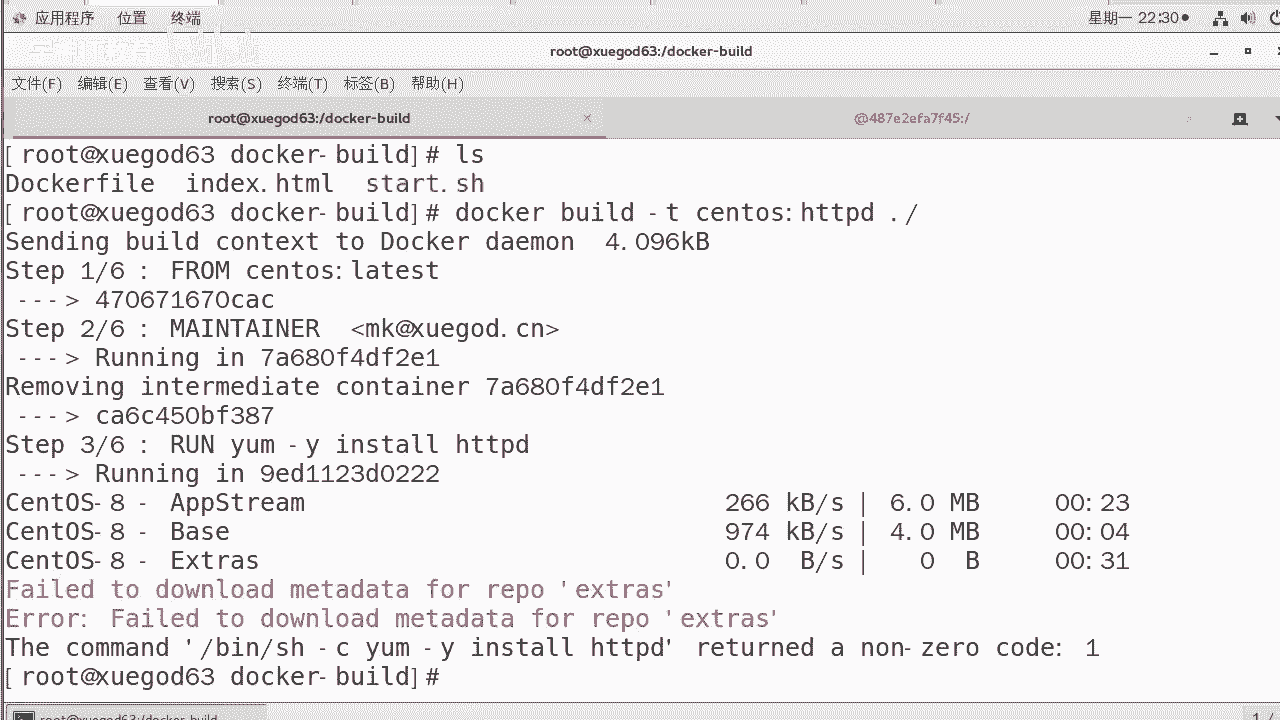 应用程序 位置 终端 星期一 22:30
root@xuegod63:/docker-build
文件(F) 编辑(E) 查看(V) 搜索(S) 终端(T) 标签(B) 帮助(H)
root@xuegod63:/docker-build × @487e2efa7f45:/
[root@xuegod63 docker-build]# ls
Dockerfile index.html start.sh
[root@xuegod63 docker-build]# docker build -t centos:httpd ./
Sending build context to Docker daemon 4.096kB
Step 1/6 : FROM centos:latest
---> 470671670cac
Step 2/6 : MAINTAINER <mk@xuegod.cn>
---> Running in 7a680f4df2e1
Removing intermediate container 7a680f4df2e1
---> ca6c450bf387
Step 3/6 : RUN yum -y install httpd
---> Running in 9ed1123d0222
CentOS-8 - AppStream 266 kB/s | 6.0 MB 00:23
CentOS-8 - Base 974 kB/s | 4.0 MB 00:04
CentOS-8 - Extras 0.0 B/s | 0 B 00:31
Failed to download metadata for repo 'extras'
Error: Failed to download metadata for repo 'extras'
The command '/bin/sh -c yum -y install httpd' returned a non-zero code: 1
[root@xuegod63 docker-build]#
root@xuegod63:/docker-build 1 /